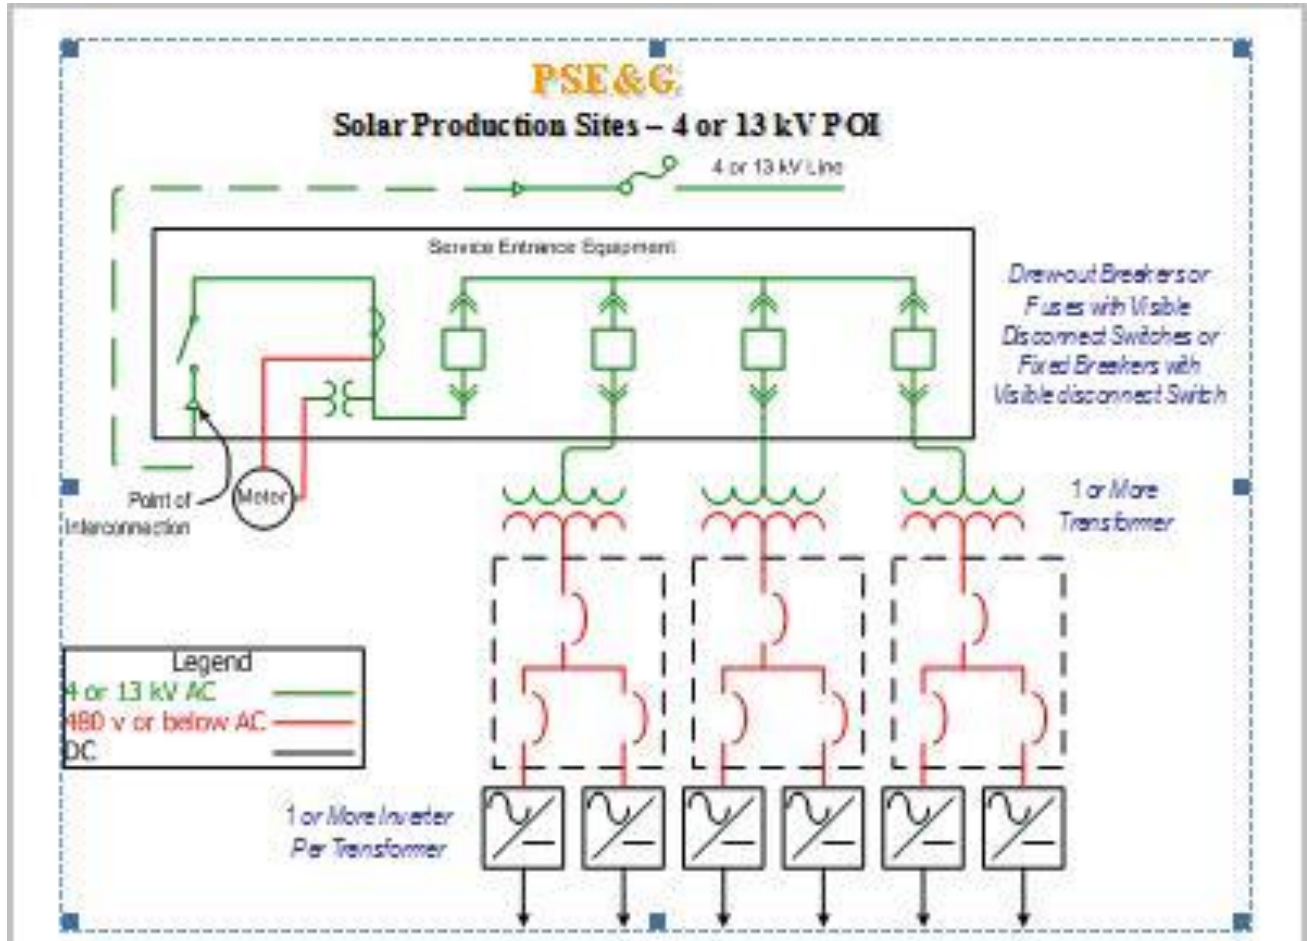 PSE&G
Solar Production Sites – 4 or 13 kV POI
4 or 13 kV Line
Service Entrance Equipment
Draw-out Breakers or
Fuses with Visible
Disconnect Switches or
Fixed Breakers with
Visible disconnect Switch
Point of
Interconnection
Meter
1 or More
Transformer
Legend
4 or 13 kV AC
480 v or below AC
DC
1 or More Inverter
Per Transformer